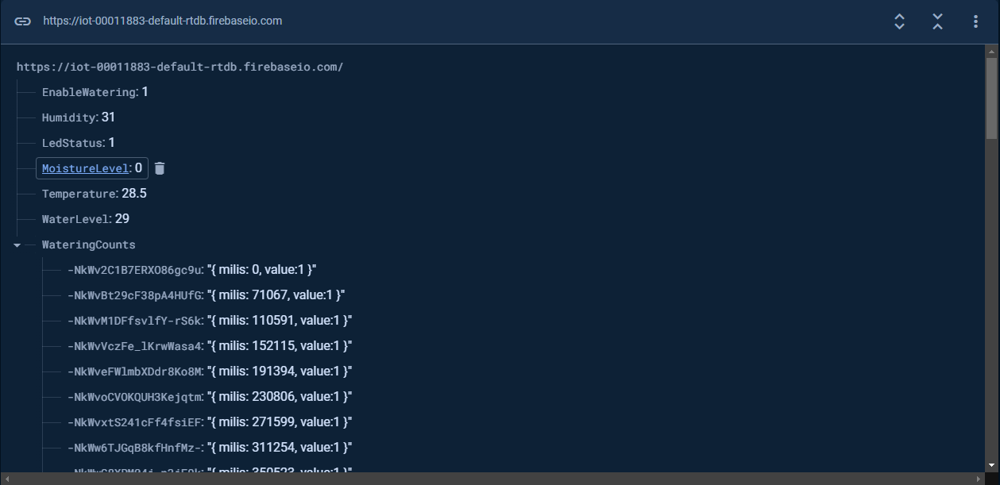 https://iot-00011883-default-rtdb.firebaseio.com
https://iot-00011883-default-rtdb.firebaseio.com/
EnableWatering: 1
Humidity: 31
LedStatus: 1
MoistureLevel: 0
Temperature: 28.5
WaterLevel: 29
WateringCounts
-NkWv2C1B7ERXO86gc9u: "{ milis: 0, value:1 }"
-NkWvBt29cF38pA4HUfG: "{ milis: 71067, value:1 }"
-NkWvM1DFfsvlfY-rS6k: "{ milis: 110591, value:1 }"
-NkWvVczFe_lKrwWasa4: "{ milis: 152115, value:1 }"
-NkWveFWlmbXDdr8Ko8M: "{ milis: 191394, value:1 }"
-NkWvoCVOKQUH3Kejqtm: "{ milis: 230806, value:1 }"
-NkWvxtS241cFf4fsiEF: "{ milis: 271599, value:1 }"
-NkWw6TJGqB8kfHnfMz-: "{ milis: 311254, value:1 }"
"{ milis: 350523, value:1 }"